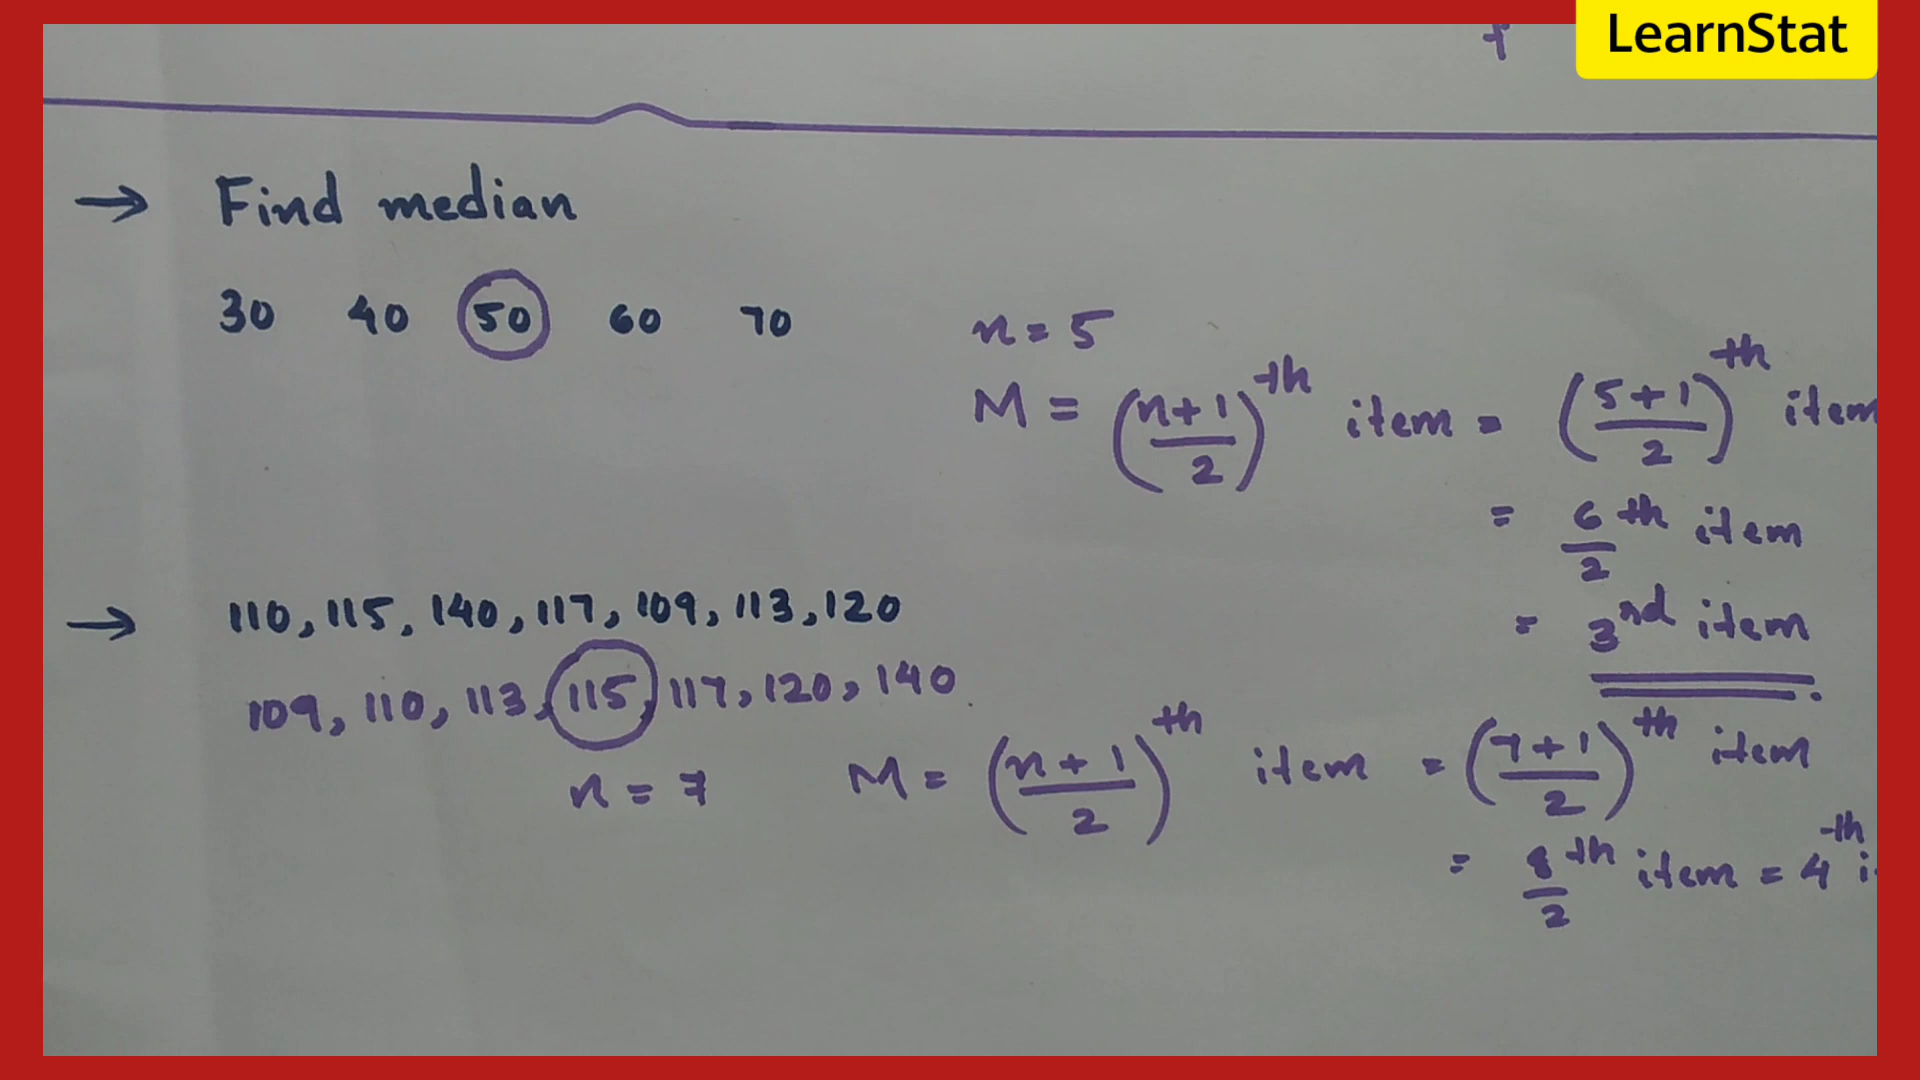 LearnStat
→ Find median
30 40 50 60 70
n = 5
M = (n+1/2)th item = (5+1/2)th item
= 6/2 th item
= 3nd item
→ 110, 115, 140, 117, 109, 113, 120
109, 110, 113, 115, 117, 120, 140
n = 7 M = (n+1/2)th item = (7+1/2)th item
= 8/2 th item = 4th